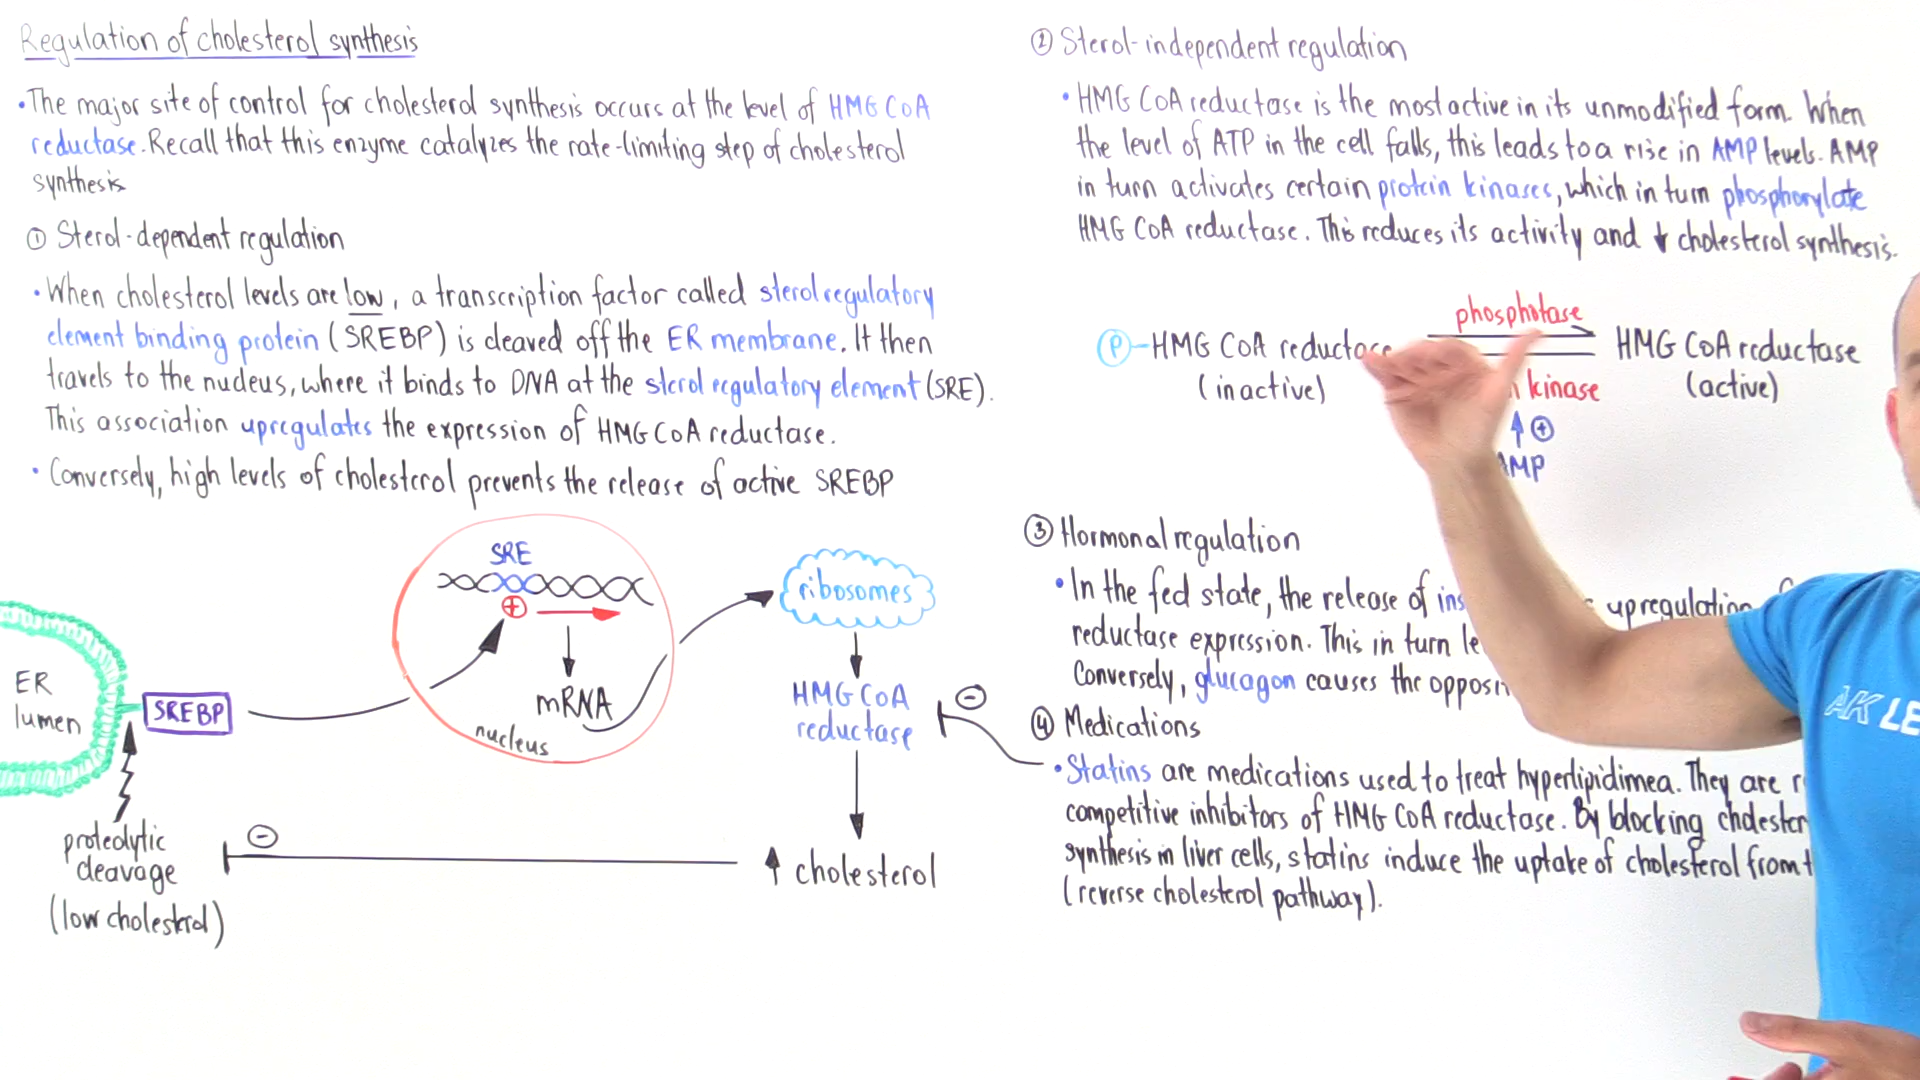 Regulation of cholesterol synthesis
• The major site of control for cholesterol synthesis occurs at the level of HMG CoA
reductase. Recall that this enzyme catalyzes the rate-limiting step of cholesterol
synthesis
① Sterol-dependent regulation
• When cholesterol levels are low, a transcription factor called sterol regulatory
element binding protein (SREBP) is cleaved off the ER membrane. It then
travels to the nucleus, where it binds to DNA at the sterol regulatory element (SRE).
This association upregulates the expression of HMG CoA reductase.
• Conversely, high levels of cholesterol prevents the release of active SREBP
SRE
⊕
mRNA
nucleus
ribosomes
HMG CoA
reductase
⊖
ER
lumen
SREBP
proteolytic
cleavage
(low cholesterol)
⊖
↑ cholesterol
② Sterol-independent regulation
• HMG CoA reductase is the most active in its unmodified form. When
the level of ATP in the cell falls, this leads to a rise in AMP levels. AMP
in turn activates certain protein kinases, which in turn phosphorylate
HMG CoA reductase. This reduces its activity and ↓ cholesterol synthesis.
phosphotase
P-HMG CoA reductase
HMG CoA reductase
(inactive)
kinase
(active)
↑ ⊕
AMP
③ Hormonal regulation
• In the fed state, the release of ins upregulation
reductase expression. This in turn le
Conversely, glucagon causes the opposi
④ Medications
• Statins are medications used to treat hyperlipidimea. They are r
competitive inhibitors of HMG CoA reductase. By blocking cholester
synthesis in liver cells, statins induce the uptake of cholesterol from t
(reverse cholesterol pathway).
AK LE